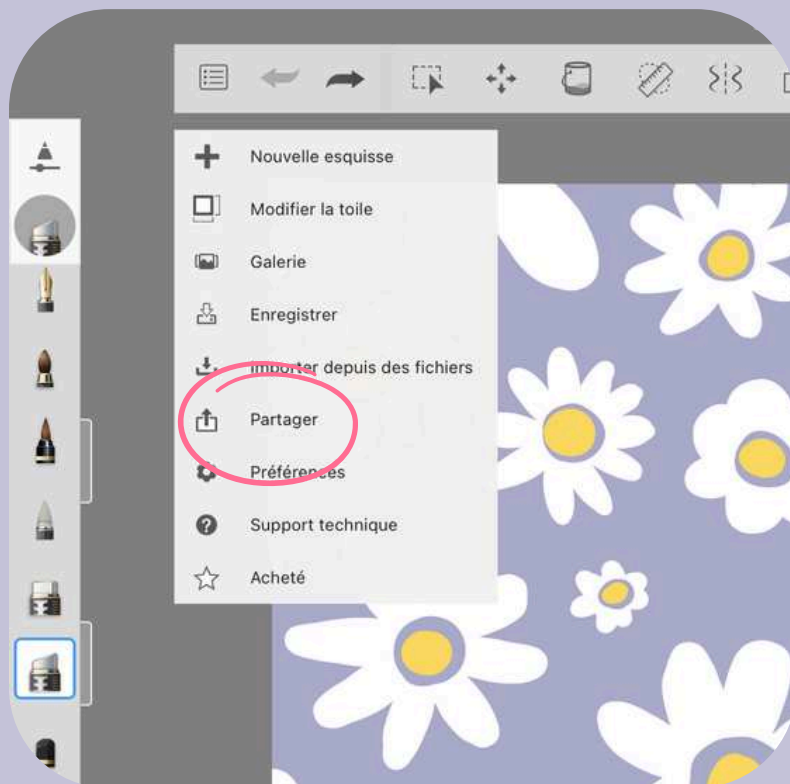 Nouvelle esquisse
Modifier la toile
Galerie
Enregistrer
Importer depuis des fichiers
Partager
Préférences
Support technique
Acheté